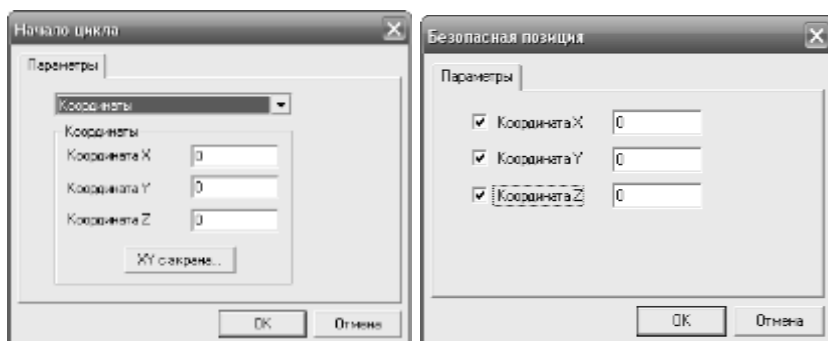 Начало цикла
Параметры
Координаты
Координаты
Координата X 0
Координата Y 0
Координата Z 0
XY с экрана...
OK Отмена
Безопасная позиция
Параметры
Координата X 0
Координата Y 0
Координата Z 0
OK Отмена